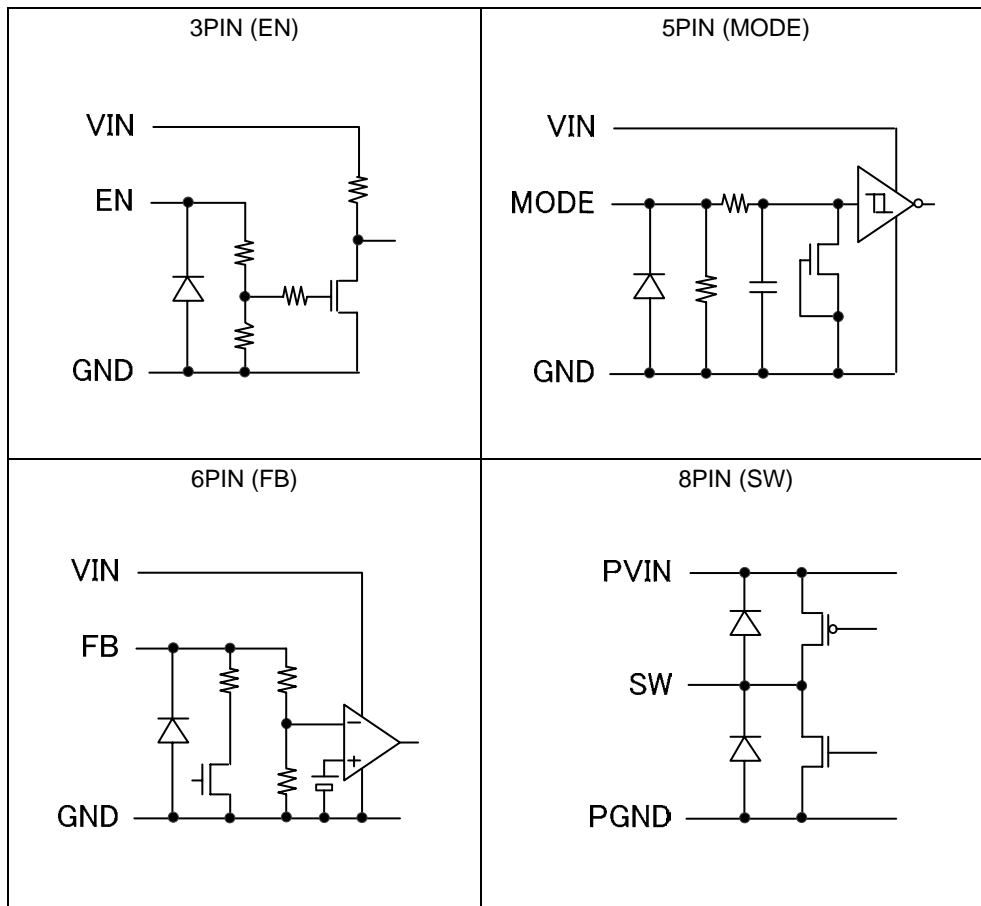 3PIN (EN)
VIN
EN
GND
5PIN (MODE)
VIN
MODE
GND
6PIN (FB)
VIN
FB
GND
8PIN (SW)
PVIN
SW
PGND